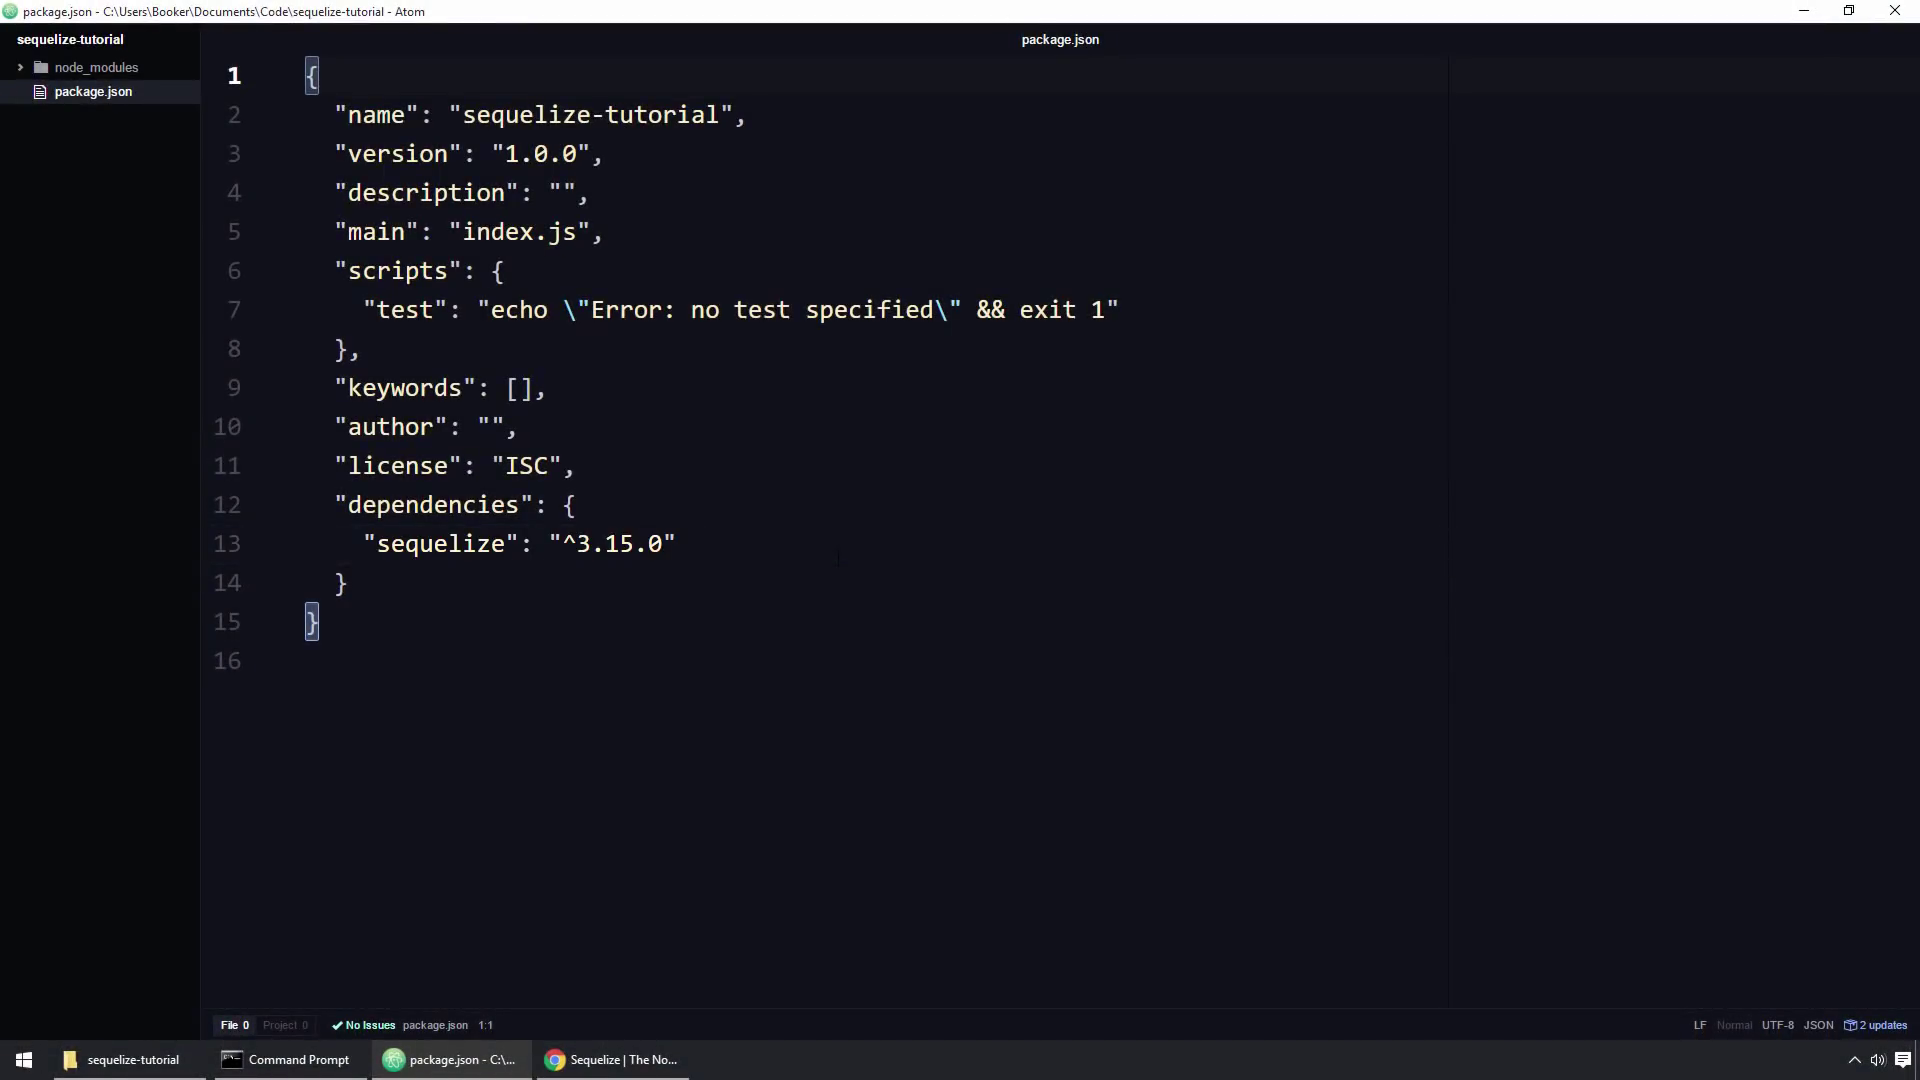 package.json - C:\Users\Booker\Documents\Code\sequelize-tutorial - Atom
sequelize-tutorial
node_modules
package.json
package.json
1 {
2 "name": "sequelize-tutorial",
3 "version": "1.0.0",
4 "description": "",
5 "main": "index.js",
6 "scripts": {
7 "test": "echo \"Error: no test specified\" && exit 1"
8 },
9 "keywords": [],
10 "author": "",
11 "license": "ISC",
12 "dependencies": {
13 "sequelize": "^3.15.0"
14 }
15 }
16
File 0 Project 0 No Issues package.json 1:1 LF Normal UTF-8 JSON 2 updates
sequelize-tutorial Command Prompt package.json - C:\... Sequelize | The No...